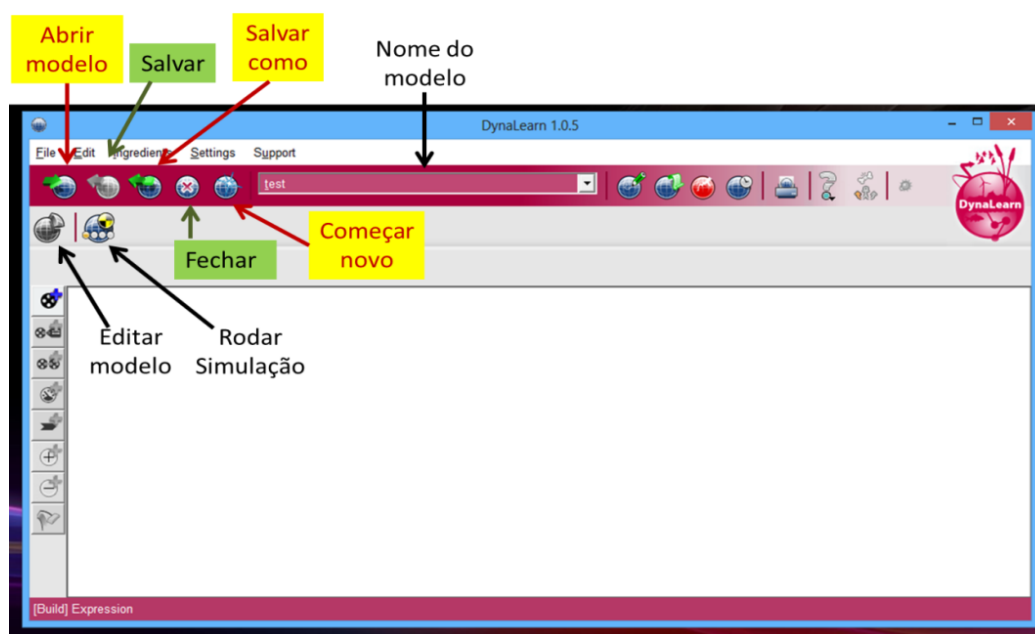 Abrir
modelo
Salvar
Salvar
como
Nome do
modelo
DynaLearn 1.0.5
File Edit Ingredients Settings Support
test
DynaLearn
Fechar
Começar
novo
Editar
modelo
Rodar
Simulação
[Build] Expression